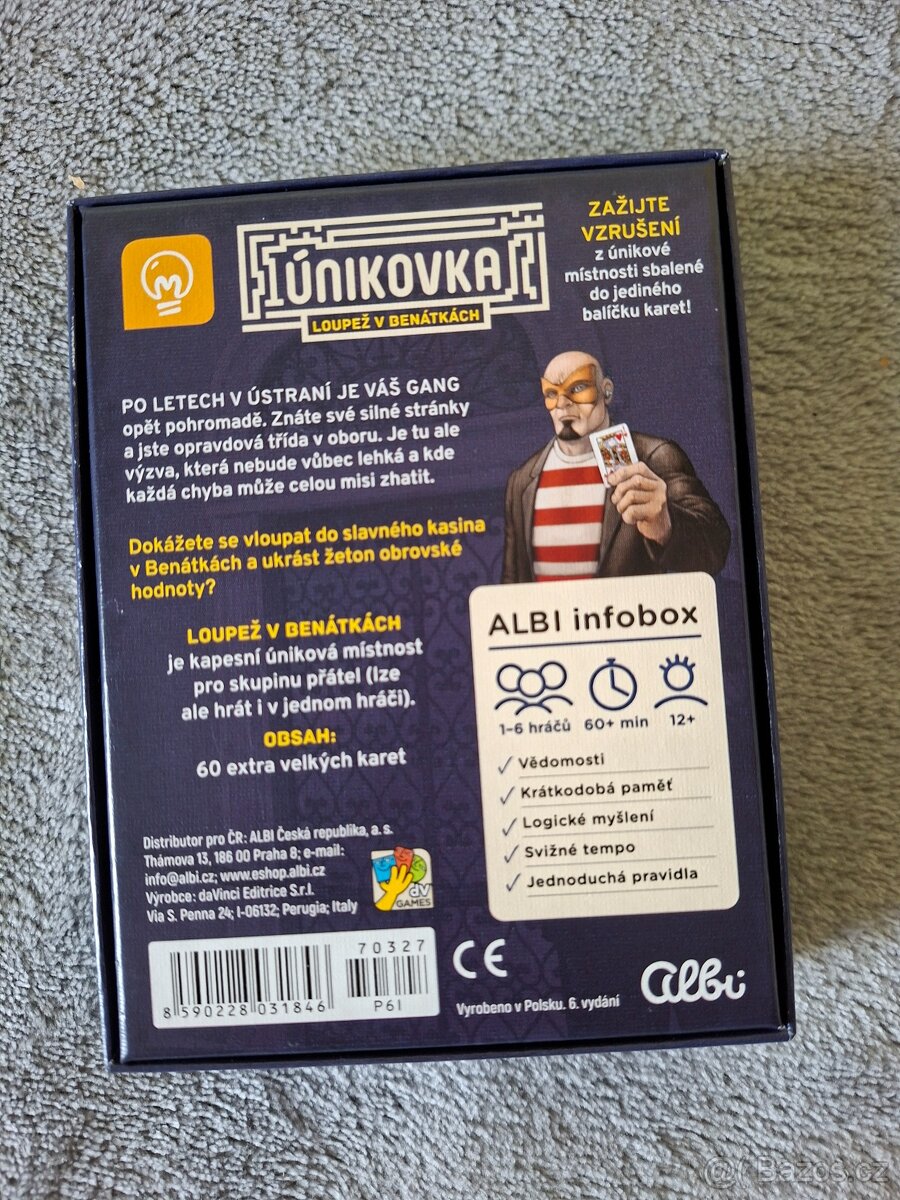 ÚNIKOVKA
LOUPEŽ V BENÁTKÁCH
ZAŽIJTE
VZRUŠENÍ
z únikové
místnosti sbalené
do jediného
balíčku karet!
PO LETECH V ÚSTRANÍ JE VÁŠ GANG
opět pohromadě. Znáte své silné stránky
a jste opravdová třída v oboru. Je tu ale
výzva, která nebude vůbec lehká a kde
každá chyba může celou misi zhatit.
Dokážete se vloupat do slavného kasina
v Benátkách a ukrást žeton obrovské
hodnoty?
LOUPEŽ V BENÁTKÁCH
je kapesní úniková místnost
pro skupinu přátel (lze
ale hrát i v jednom hráči).
OBSAH:
60 extra velkých karet
ALBI infobox
1–6 hráčů 60+ min 12+
✓ Vědomosti
✓ Krátkodobá paměť
✓ Logické myšlení
✓ Svižné tempo
✓ Jednoduchá pravidla
Distributor pro ČR: ALBI Česká republika, a. s.
Thámova 13, 186 00 Praha 8; e-mail:
info@albi.cz; www.eshop.albi.cz
Výrobce: daVinci Editrice S.r.l.
Via S. Penna 24; I-06132; Perugia; Italy
dV
GAMES
70327
8 590228 031846
P6I
CE
Vyrobeno v Polsku. 6. vydání
albi
@ Bazos.cz